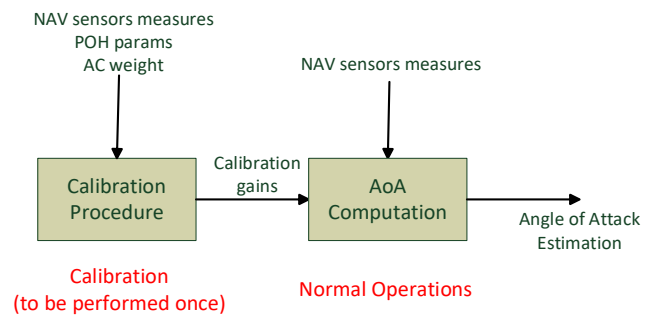 NAV sensors measures
POH params
AC weight
NAV sensors measures
Calibration
Procedure
Calibration
gains
AoA
Computation
Angle of Attack
Estimation
Calibration
(to be performed once)
Normal Operations